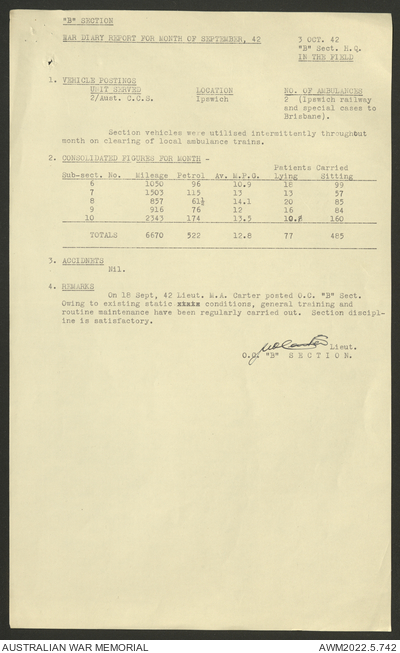 "B" SECTION
WAR DIARY REPORT FOR MONTH OF SEPTEMBER, 42    3 OCT. 42
"B" Sect. H.Q.
IN THE FIELD
1. VEHICLE POSTINGS
UNIT SERVED    LOCATION    NO. OF AMBULANCES
2/Aust. C.C.S.    Ipswich    2 (Ipswich railway
and special cases to
Brisbane).
Section vehicles were utilised intermittently throughout
month on clearing of local ambulance trains.
2. CONSOLIDATED FIGURES FOR MONTH -
Patients Carried
Sub-sect. No.    Mileage    Petrol    Av. M.P.G.    lying    Sitting
6    1050    96    10.9    18    99
7    1503    115    13    13    57
8    857    61½    14.1    20    85
9    916    76    12    16    84
10    2343    174    13.5    10.    160
TOTALS    6670    522    12.8    77    485
3. ACCIDENTS
Nil.
4. REMARKS
On 18 Sept, 42 Lieut. M.A. Carter posted O.C. "B" Sect.
Owing to existing static conditions, general training and
routine maintenance have been regularly carried out. Section discipl-
ine is satisfactory.
Lieut.
O.C. "B" S E C T I O N.
AUSTRALIAN WAR MEMORIAL    AWM2022.5.742